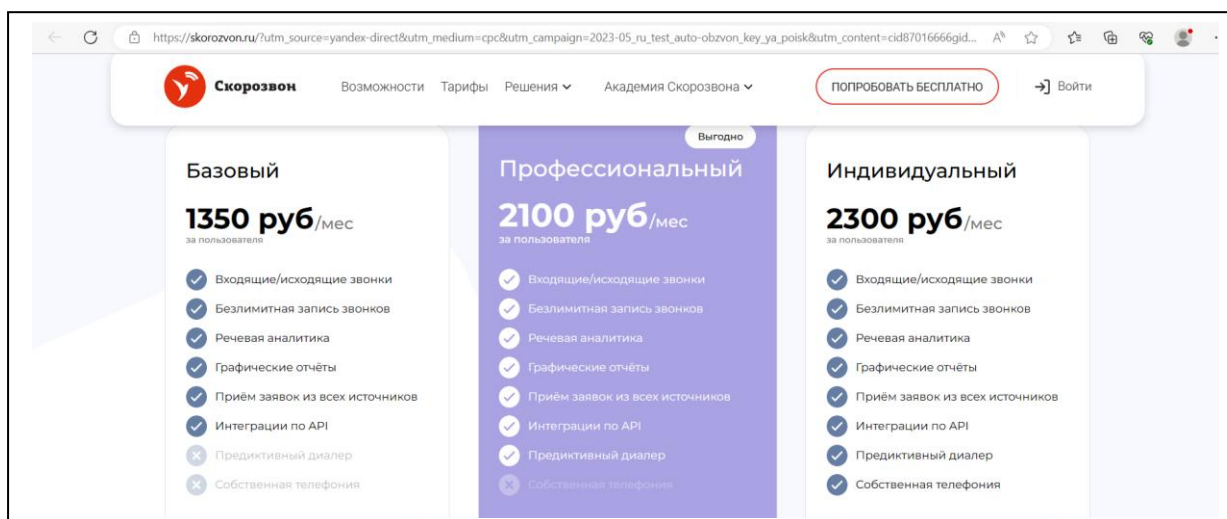 https://skorozvon.ru/?utm_source=yandex-direct&utm_medium=cpc&utm_campaign=2023-05_ru_test_auto-obzvon_key_ya_poisk&utm_content=cid87016666gid...
Скорозвон Возможности Тарифы Решения Академия Скорозвона ПОПРОБОВАТЬ БЕСПЛАТНО Войти
Выгодно
Базовый
1350 руб/мес
за пользователя
Входящие/исходящие звонки
Безлимитная запись звонков
Речевая аналитика
Графические отчёты
Приём заявок из всех источников
Интеграции по API
Предиктивный диалер
Собственная телефония
Профессиональный
2100 руб/мес
за пользователя
Входящие/исходящие звонки
Безлимитная запись звонков
Речевая аналитика
Графические отчёты
Приём заявок из всех источников
Интеграции по API
Предиктивный диалер
Собственная телефония
Индивидуальный
2300 руб/мес
за пользователя
Входящие/исходящие звонки
Безлимитная запись звонков
Речевая аналитика
Графические отчёты
Приём заявок из всех источников
Интеграции по API
Предиктивный диалер
Собственная телефония